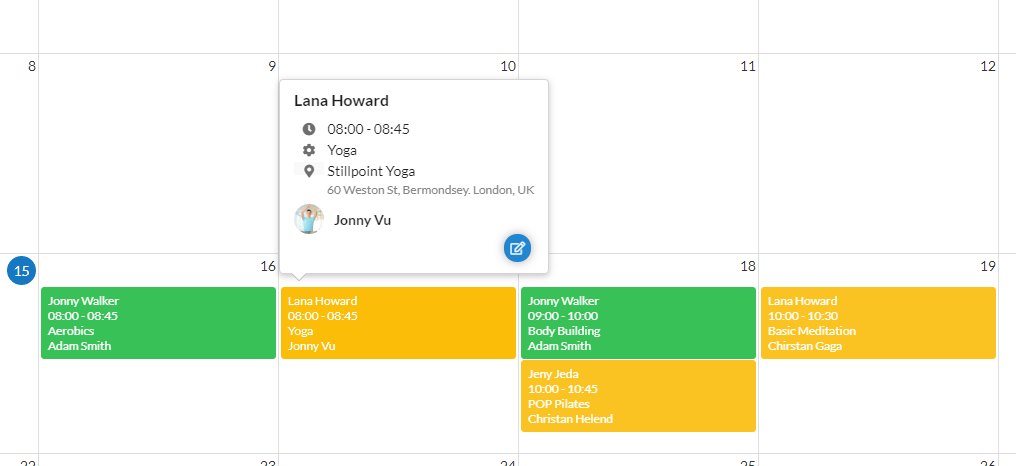 8
9
10
11
12
Lana Howard
08:00 - 08:45
Yoga
Stillpoint Yoga
60 Weston St, Bermondsey. London, UK
Jonny Vu
15
16
18
19
Jonny Walker
08:00 - 08:45
Aerobics
Adam Smith
Lana Howard
08:00 - 08:45
Yoga
Jonny Vu
Jonny Walker
09:00 - 10:00
Body Building
Adam Smith
Jeny Jeda
10:00 - 10:45
POP Pilates
Christan Helend
Lana Howard
10:00 - 10:30
Basic Meditation
Chirstan Gaga
22
23
24
25
26